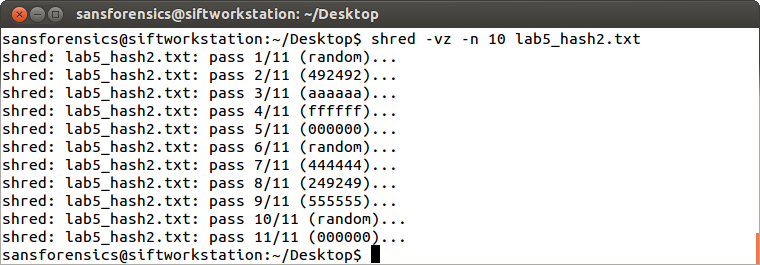 sansforensics@siftworkstation: ~/Desktop
sansforensics@siftworkstation:~/Desktop$ shred -vz -n 10 lab5_hash2.txt
shred: lab5_hash2.txt: pass 1/11 (random)...
shred: lab5_hash2.txt: pass 2/11 (492492)...
shred: lab5_hash2.txt: pass 3/11 (aaaaaa)...
shred: lab5_hash2.txt: pass 4/11 (ffffff)...
shred: lab5_hash2.txt: pass 5/11 (000000)...
shred: lab5_hash2.txt: pass 6/11 (random)...
shred: lab5_hash2.txt: pass 7/11 (444444)...
shred: lab5_hash2.txt: pass 8/11 (249249)...
shred: lab5_hash2.txt: pass 9/11 (555555)...
shred: lab5_hash2.txt: pass 10/11 (random)...
shred: lab5_hash2.txt: pass 11/11 (000000)...
sansforensics@siftworkstation:~/Desktop$